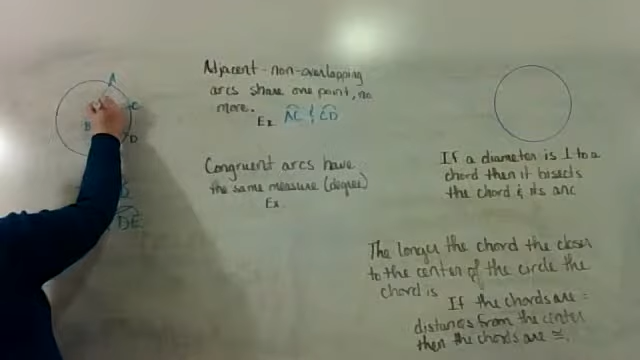 A
C
B
D
DE
Adjacent - non-overlapping
arcs share one point, no
more.
Ex AC & CD
Congruent arcs have
the same measure (degree)
Ex.
If a diameter is ⊥ to a
chord then it bisects
the chord & its arc
The longer the chord the closer
to the center of the circle the
chord is
If the chords are =
distances from the center
then the chords are ≅.